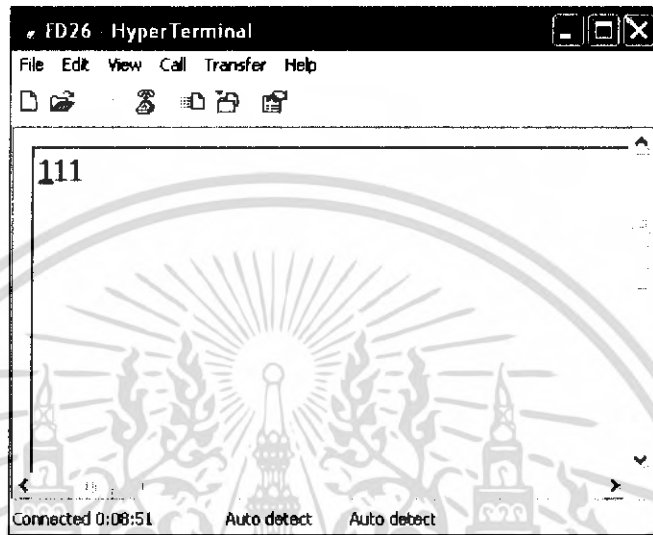 FD26 - HyperTerminal
File Edit View Call Transfer Help
111
Connected 0:08:51 Auto detect Auto detect